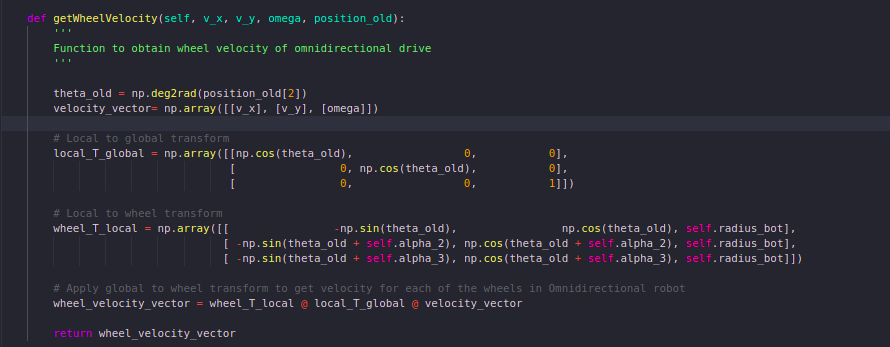 def getWheelVelocity(self, v_x, v_y, omega, position_old):
'''
Function to obtain wheel velocity of omnidirectional drive
'''
theta_old = np.deg2rad(position_old[2])
velocity_vector= np.array([[v_x], [v_y], [omega]])
# Local to global transform
local_T_global = np.array([[np.cos(theta_old), 0, 0],
[ 0, np.cos(theta_old), 0],
[ 0, 0, 1]])
# Local to wheel transform
wheel_T_local = np.array([[ -np.sin(theta_old), np.cos(theta_old), self.radius_bot],
[ -np.sin(theta_old + self.alpha_2), np.cos(theta_old + self.alpha_2), self.radius_bot],
[ -np.sin(theta_old + self.alpha_3), np.cos(theta_old + self.alpha_3), self.radius_bot]])
# Apply global to wheel transform to get velocity for each of the wheels in Omnidirectional robot
wheel_velocity_vector = wheel_T_local @ local_T_global @ velocity_vector
return wheel_velocity_vector